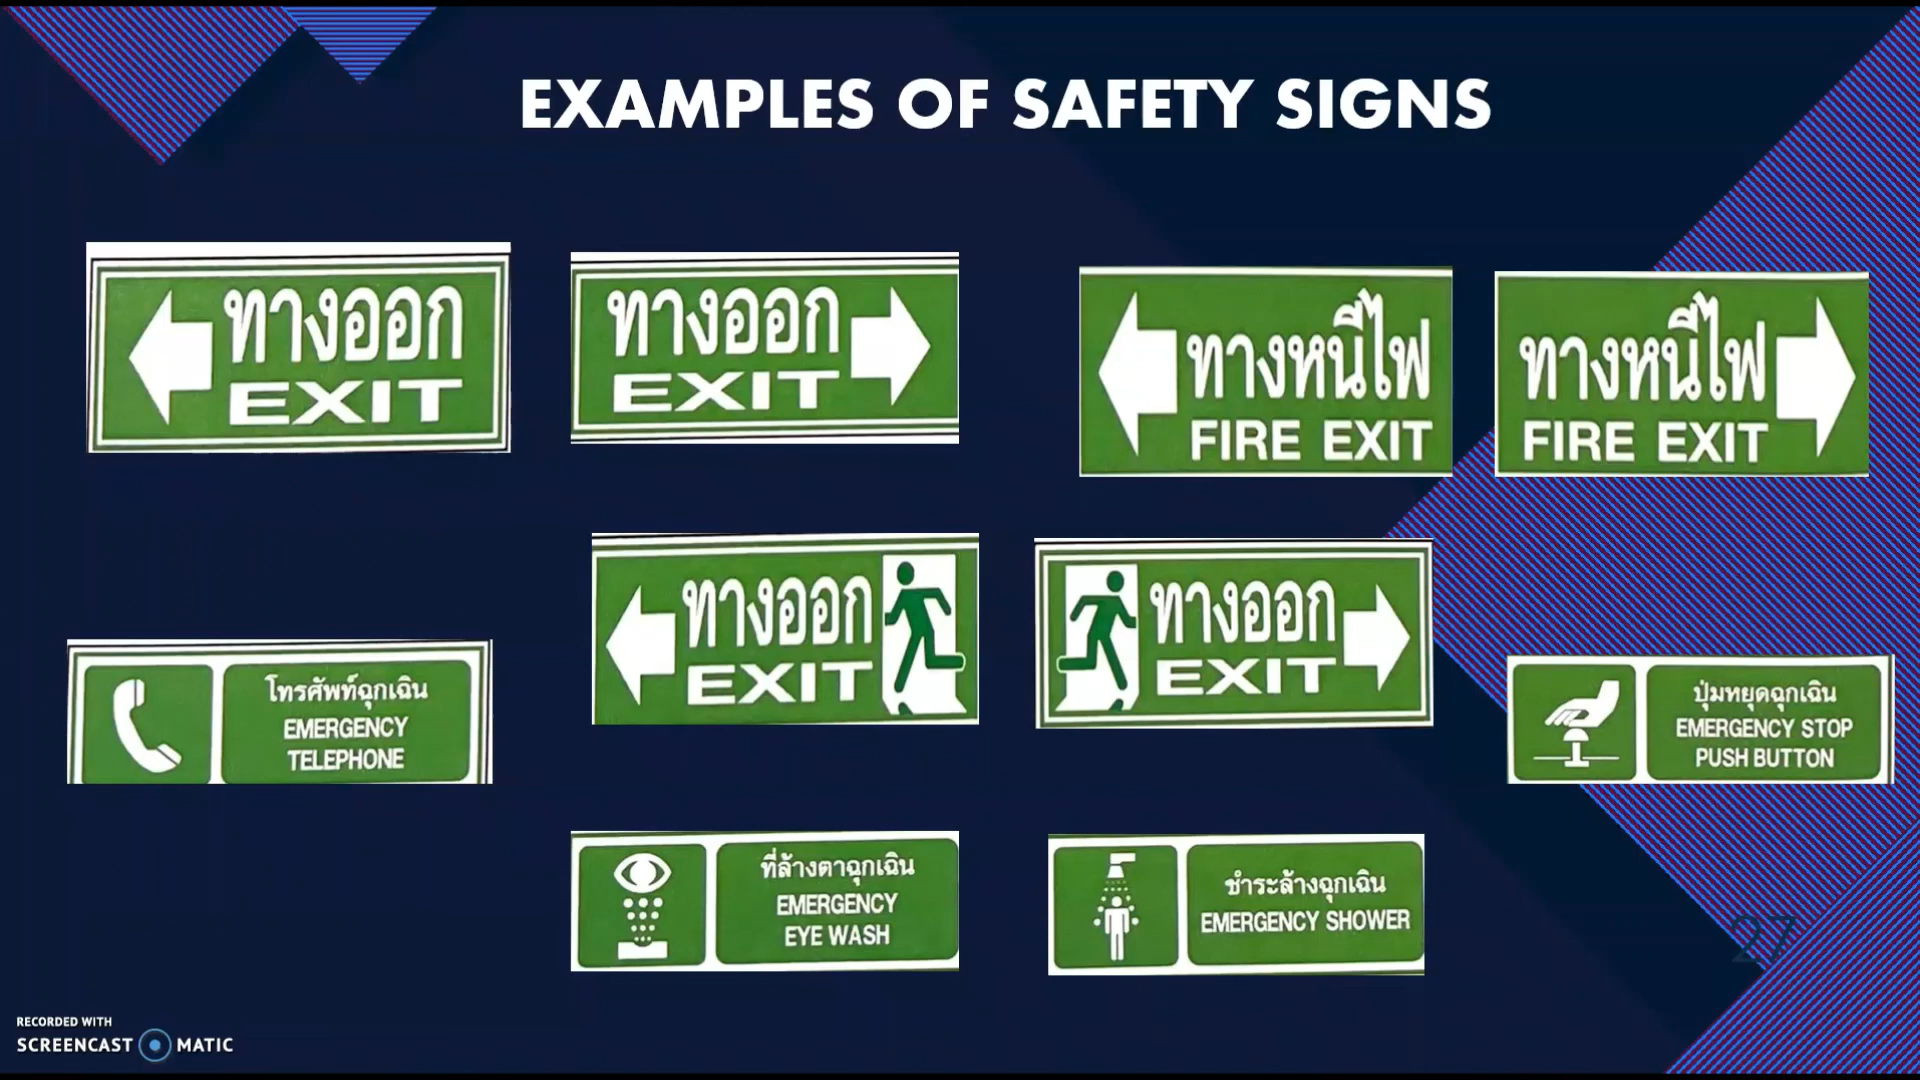 EXAMPLES OF SAFETY SIGNS
ทางออก
EXIT
ทางออก
EXIT
ทางหนีไฟ
FIRE EXIT
ทางหนีไฟ
FIRE EXIT
ทางออก
EXIT
ทางออก
EXIT
โทรศัพท์ฉุกเฉิน
EMERGENCY
TELEPHONE
ปุ่มหยุดฉุกเฉิน
EMERGENCY STOP
PUSH BUTTON
ที่ล้างตาฉุกเฉิน
EMERGENCY
EYE WASH
ชำระล้างฉุกเฉิน
EMERGENCY SHOWER
27
RECORDED WITH
SCREENCAST MATIC